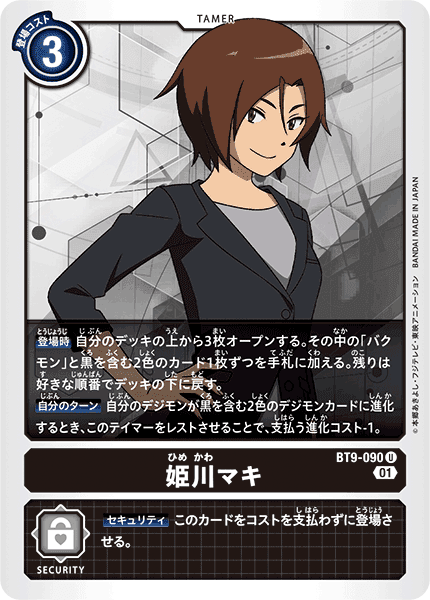 TAMER
登場コスト
3
©本郷あきよし・フジテレビ・東映アニメーション BANDAI MADE IN JAPAN
登場時 自分のデッキの上から3枚オープンする。その中の「バク
モン」と黒を含む2色のカード1枚ずつを手札に加える。残りは
好きな順番でデッキの下に戻す。
自分のターン 自分のデジモンが黒を含む2色のデジモンカードに進化
するとき、このテイマーをレストさせることで、支払う進化コスト-1。
ひめ かわ
姫川マキ
BT9-090 U
01
セキュリティ このカードをコストを支払わずに登場さ
せる。
SECURITY